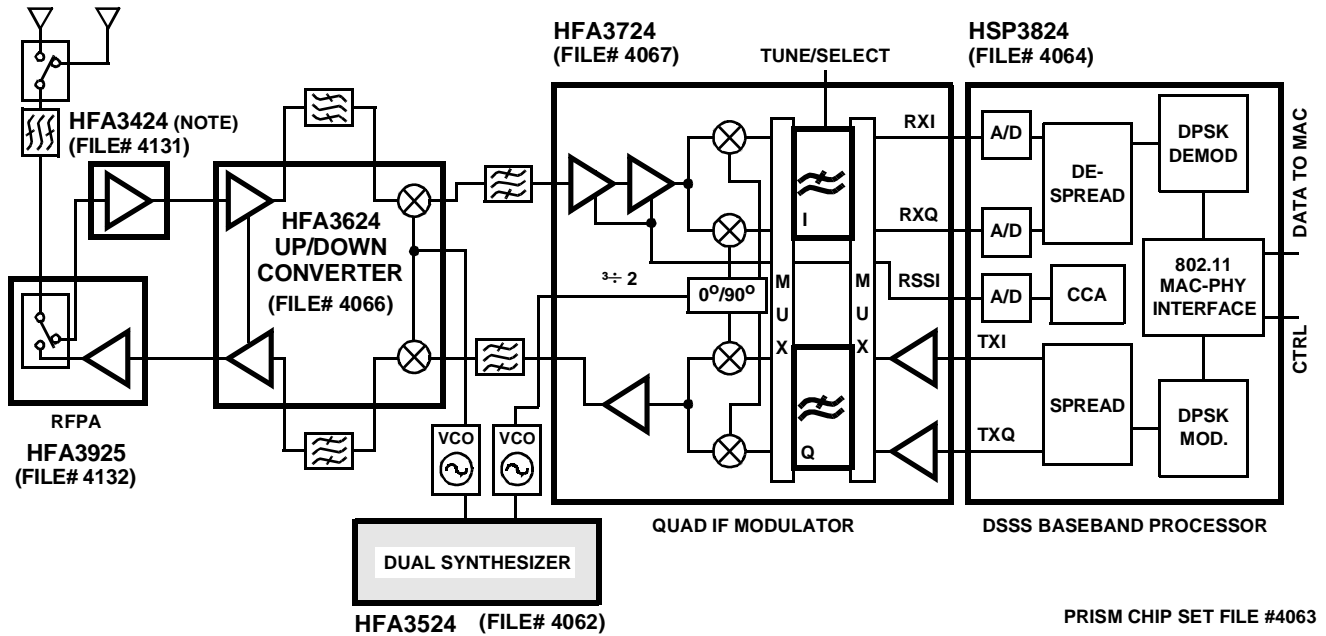 HFA3724
(FILE# 4067)
TUNE/SELECT
HSP3824
(FILE# 4064)
HFA3424 (NOTE)
(FILE# 4131)
HFA3624
UP/DOWN
CONVERTER
(FILE# 4066)
RFPA
HFA3925
(FILE# 4132)
VCO
VCO
DUAL SYNTHESIZER
HFA3524 (FILE# 4062)
³÷ 2
0O/90O
M
U
X
I
Q
M
U
X
QUAD IF MODULATOR
RXI
RXQ
RSSI
TXI
TXQ
A/D
A/D
A/D
DE-
SPREAD
CCA
SPREAD
DPSK
DEMOD
802.11
MAC-PHY
INTERFACE
DPSK
MOD.
DATA TO MAC
CTRL
DSSS BASEBAND PROCESSOR
PRISM CHIP SET FILE #4063